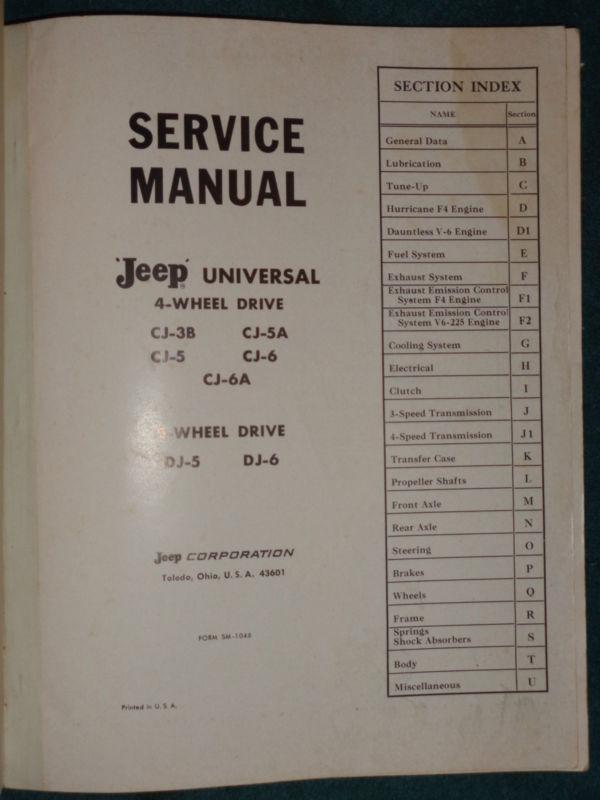 SERVICE
MANUAL
'Jeep' UNIVERSAL
4-WHEEL DRIVE
CJ-3B CJ-5A
CJ-5 CJ-6
CJ-6A
-WHEEL DRIVE
DJ-5 DJ-6
Jeep CORPORATION
Toledo, Ohio, U. S. A. 43601
FORM SM-1046
Printed in U. S. A.
SECTION INDEX
NAME Section
General Data A
Lubrication B
Tune-Up C
Hurricane F4 Engine D
Dauntless V-6 Engine D1
Fuel System E
Exhaust System F
Exhaust Emission Control
System F4 Engine F1
Exhaust Emission Control
System V6-225 Engine F2
Cooling System G
Electrical H
Clutch I
3-Speed Transmission J
4-Speed Transmission J1
Transfer Case K
Propeller Shafts L
Front Axle M
Rear Axle N
Steering O
Brakes P
Wheels Q
Frame R
Springs
Shock Absorbers S
Body T
Miscellaneous U